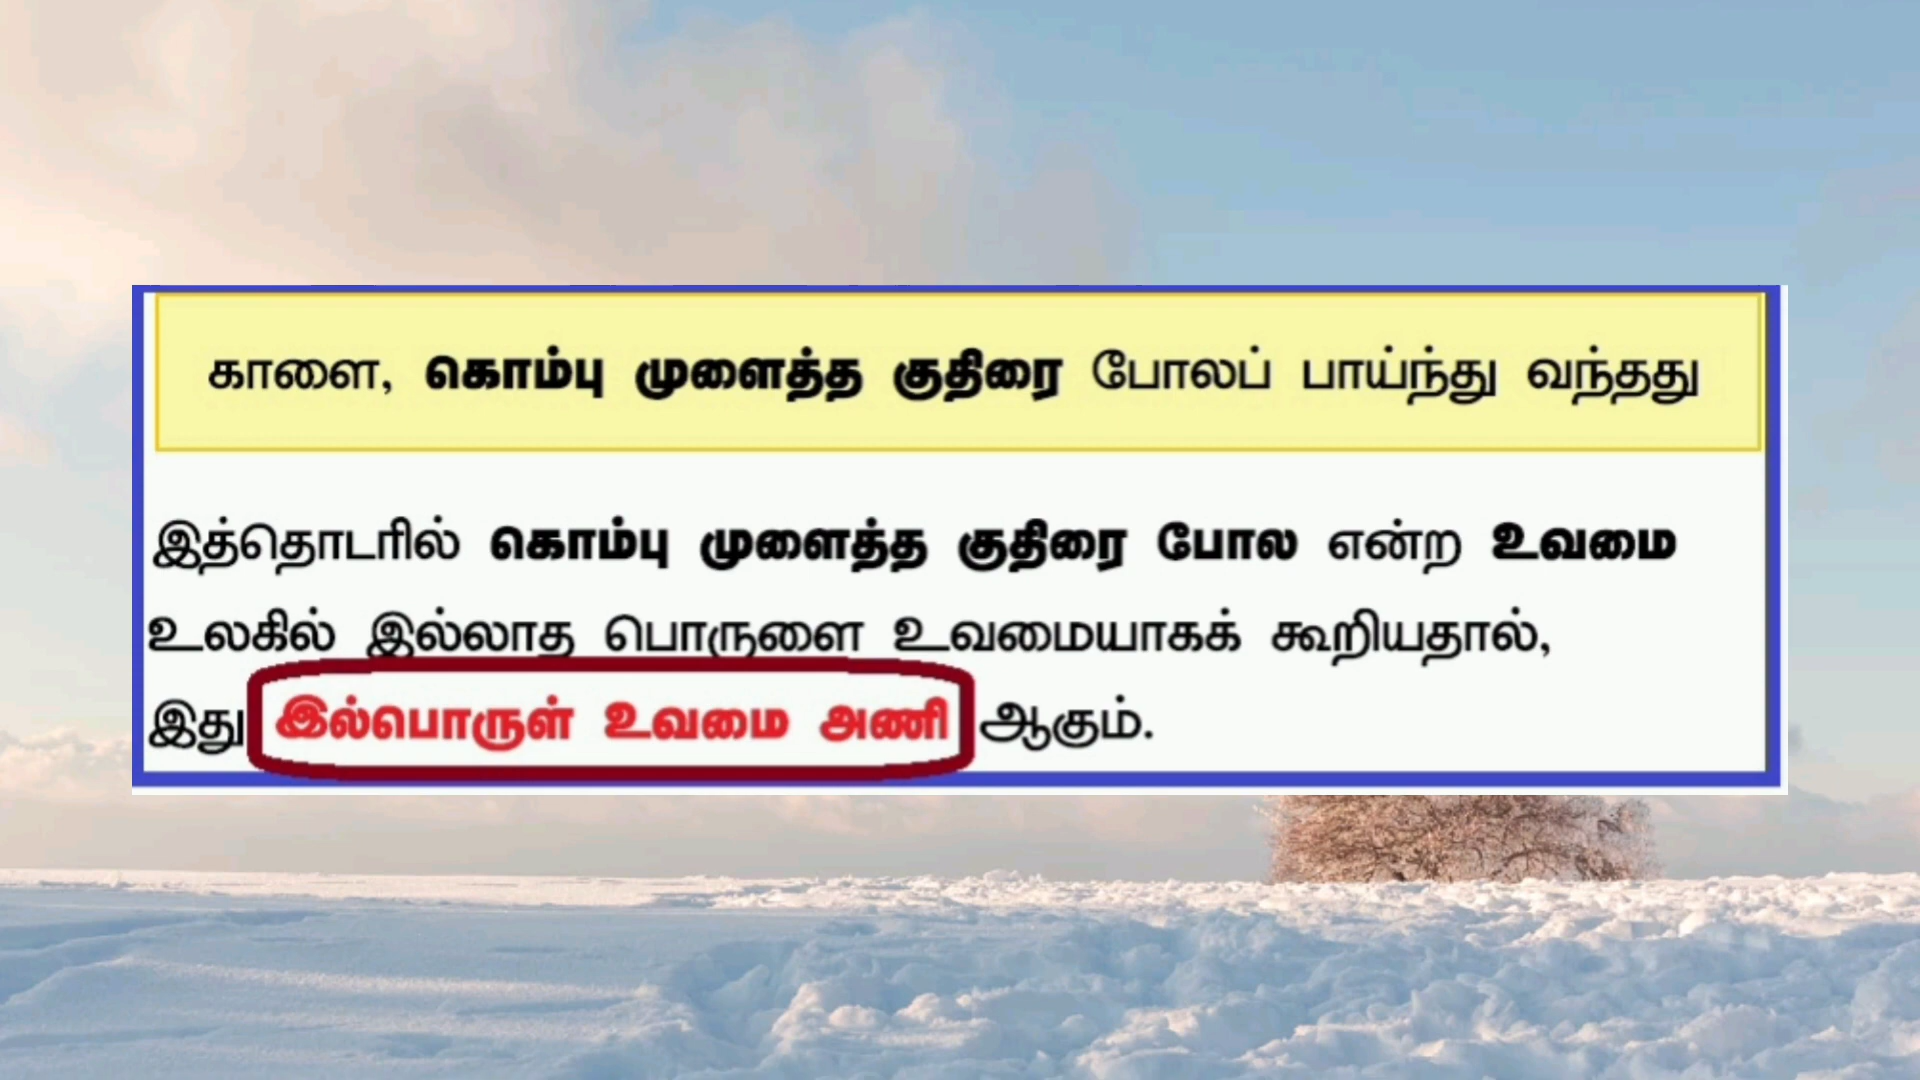 காளை, கொம்பு முளைத்த குதிரை போலப் பாய்ந்து வந்தது
இத்தொடரில் கொம்பு முளைத்த குதிரை போல என்ற உவமை
உலகில் இல்லாத பொருளை உவமையாகக் கூறியதால்,
இது இல்பொருள் உவமை அணி ஆகும்.